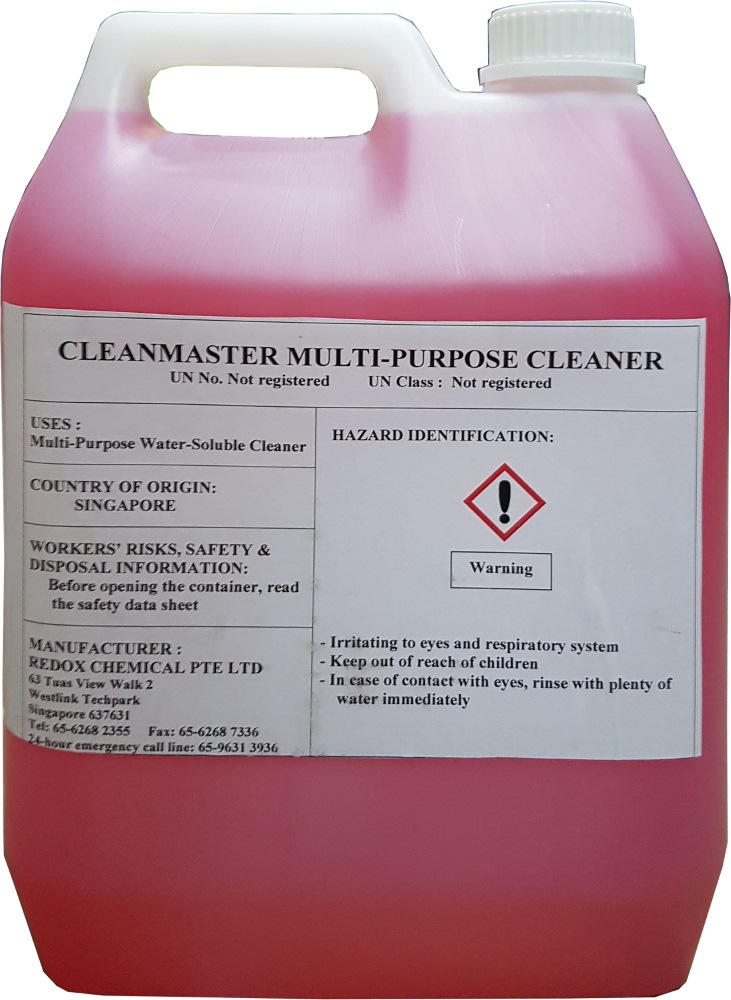 CLEANMASTER MULTI-PURPOSE CLEANER
UN No. Not registered UN Class : Not registered
USES :
Multi-Purpose Water-Soluble Cleaner
COUNTRY OF ORIGIN:
SINGAPORE
WORKERS' RISKS, SAFETY &
DISPOSAL INFORMATION:
Before opening the container, read
the safety data sheet
MANUFACTURER :
REDOX CHEMICAL PTE LTD
63 Tuas View Walk 2
Westlink Techpark
Singapore 637631
Tel: 65-6268 2355 Fax: 65-6268 7336
24-hour emergency call line: 65-9631 3936
HAZARD IDENTIFICATION:
Warning
- Irritating to eyes and respiratory system
- Keep out of reach of children
- In case of contact with eyes, rinse with plenty of
water immediately